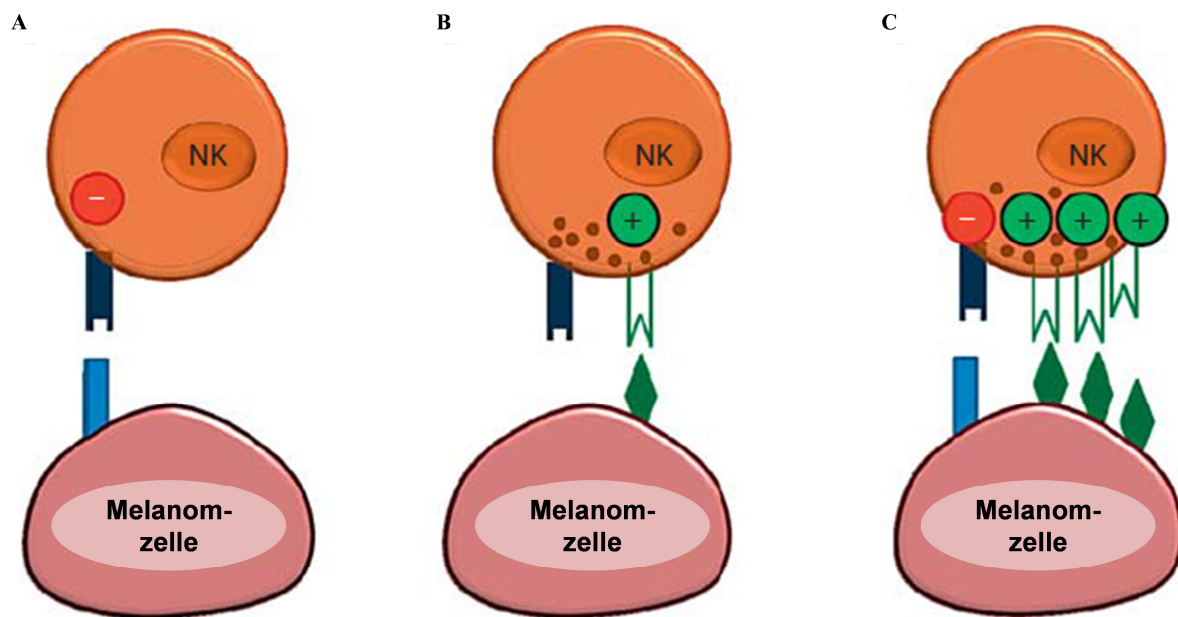 A
B
C
NK
NK
NK
−
+
−
+
+
+
Melanom-
zelle
Melanom-
zelle
Melanom-
zelle